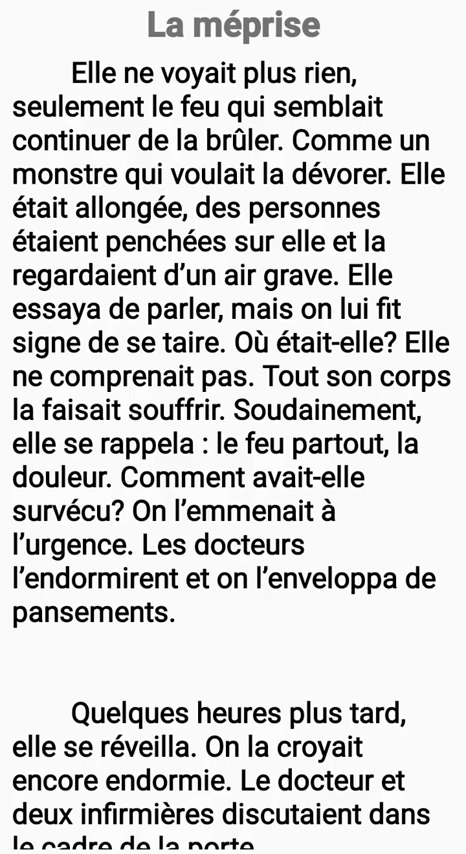 La méprise
Elle ne voyait plus rien,
seulement le feu qui semblait
continuer de la brûler. Comme un
monstre qui voulait la dévorer. Elle
était allongée, des personnes
étaient penchées sur elle et la
regardaient d’un air grave. Elle
essaya de parler, mais on lui fit
signe de se taire. Où était-elle? Elle
ne comprenait pas. Tout son corps
la faisait souffrir. Soudainement,
elle se rappela : le feu partout, la
douleur. Comment avait-elle
survécu? On l’emmenait à
l’urgence. Les docteurs
l’endormirent et on l’enveloppa de
pansements.
Quelques heures plus tard,
elle se réveilla. On la croyait
encore endormie. Le docteur et
deux infirmières discutaient dans
le cadre de la porte